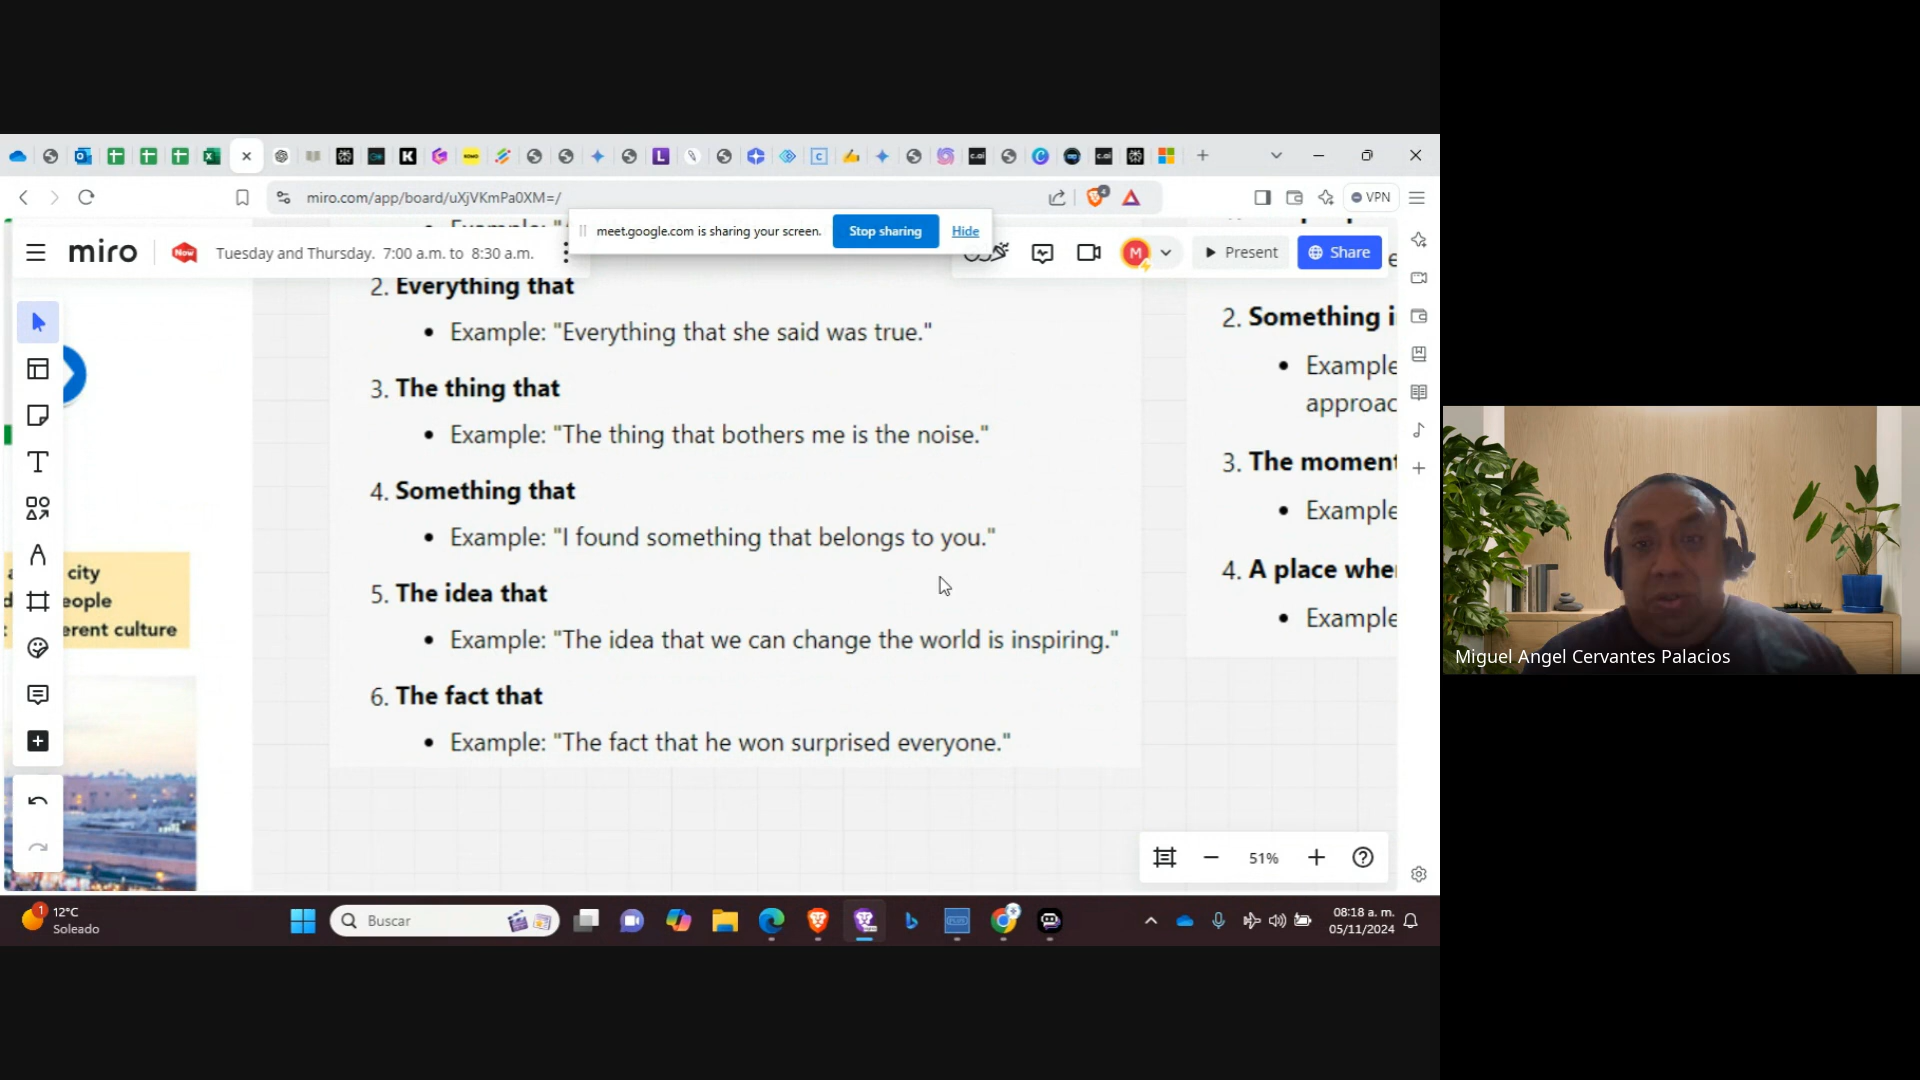 miro.com/app/board/uXjVKmPa0XM=/
VPN
meet.google.com is sharing your screen.
Stop sharing
Hide
miro
Now
Tuesday and Thursday. 7:00 a.m. to 8:30 a.m.
M
Present
Share
2. Everything that
• Example: "Everything that she said was true."
3. The thing that
• Example: "The thing that bothers me is the noise."
4. Something that
• Example: "I found something that belongs to you."
5. The idea that
• Example: "The idea that we can change the world is inspiring."
6. The fact that
• Example: "The fact that he won surprised everyone."
2. Something i
• Example
approac
3. The moment
• Example
4. A place whe
• Example
city
eople
erent culture
51%
Miguel Angel Cervantes Palacios
1
12°C
Soleado
Buscar
08:18 a. m.
05/11/2024